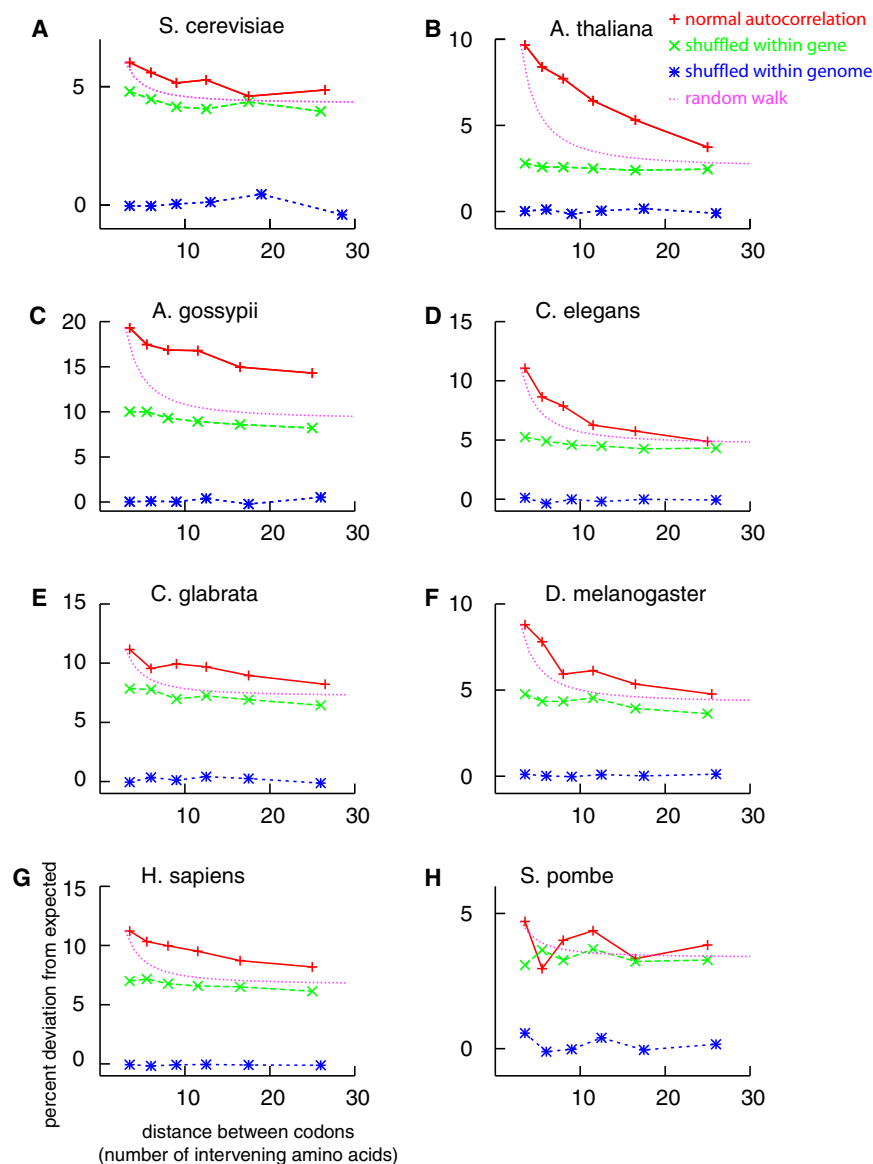 A S. cerevisiae
5
0
10 20 30
B A. thaliana
10
5
0
10 20 30
normal autocorrelation
shuffled within gene
shuffled within genome
random walk
C A. gossypii
20
15
10
5
0
10 20 30
D C. elegans
15
10
5
0
10 20 30
E C. glabrata
15
10
5
0
10 20 30
F D. melanogaster
10
5
0
10 20 30
G H. sapiens
15
10
5
0
10 20 30
percent deviation from expected
distance between codons
(number of intervening amino acids)
H S. pombe
5
0
10 20 30